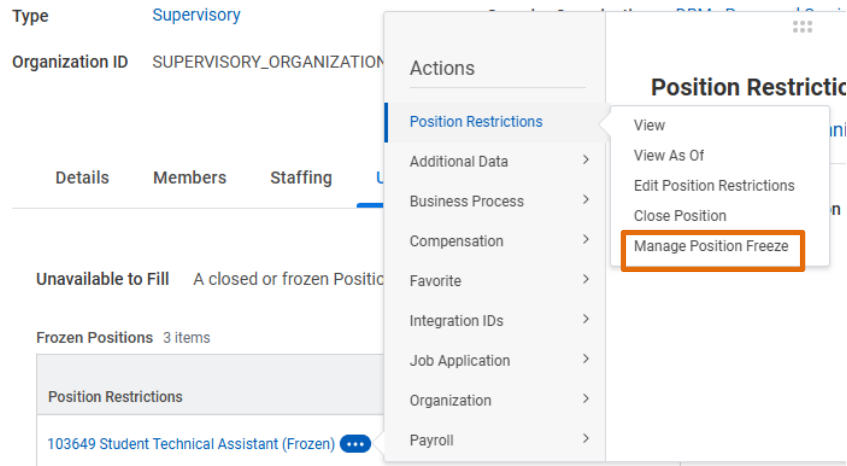 Type Supervisory
Organization ID SUPERVISORY_ORGANIZATION
Details Members Staffing
Unavailable to Fill A closed or frozen Positio
Frozen Positions 3 items
Position Restrictions
103649 Student Technical Assistant (Frozen)
Actions
Position Restrictions
Additional Data
Business Process
Compensation
Favorite
Integration IDs
Job Application
Organization
Payroll
Position Restrictio
View
View As Of
Edit Position Restrictions
Close Position
Manage Position Freeze